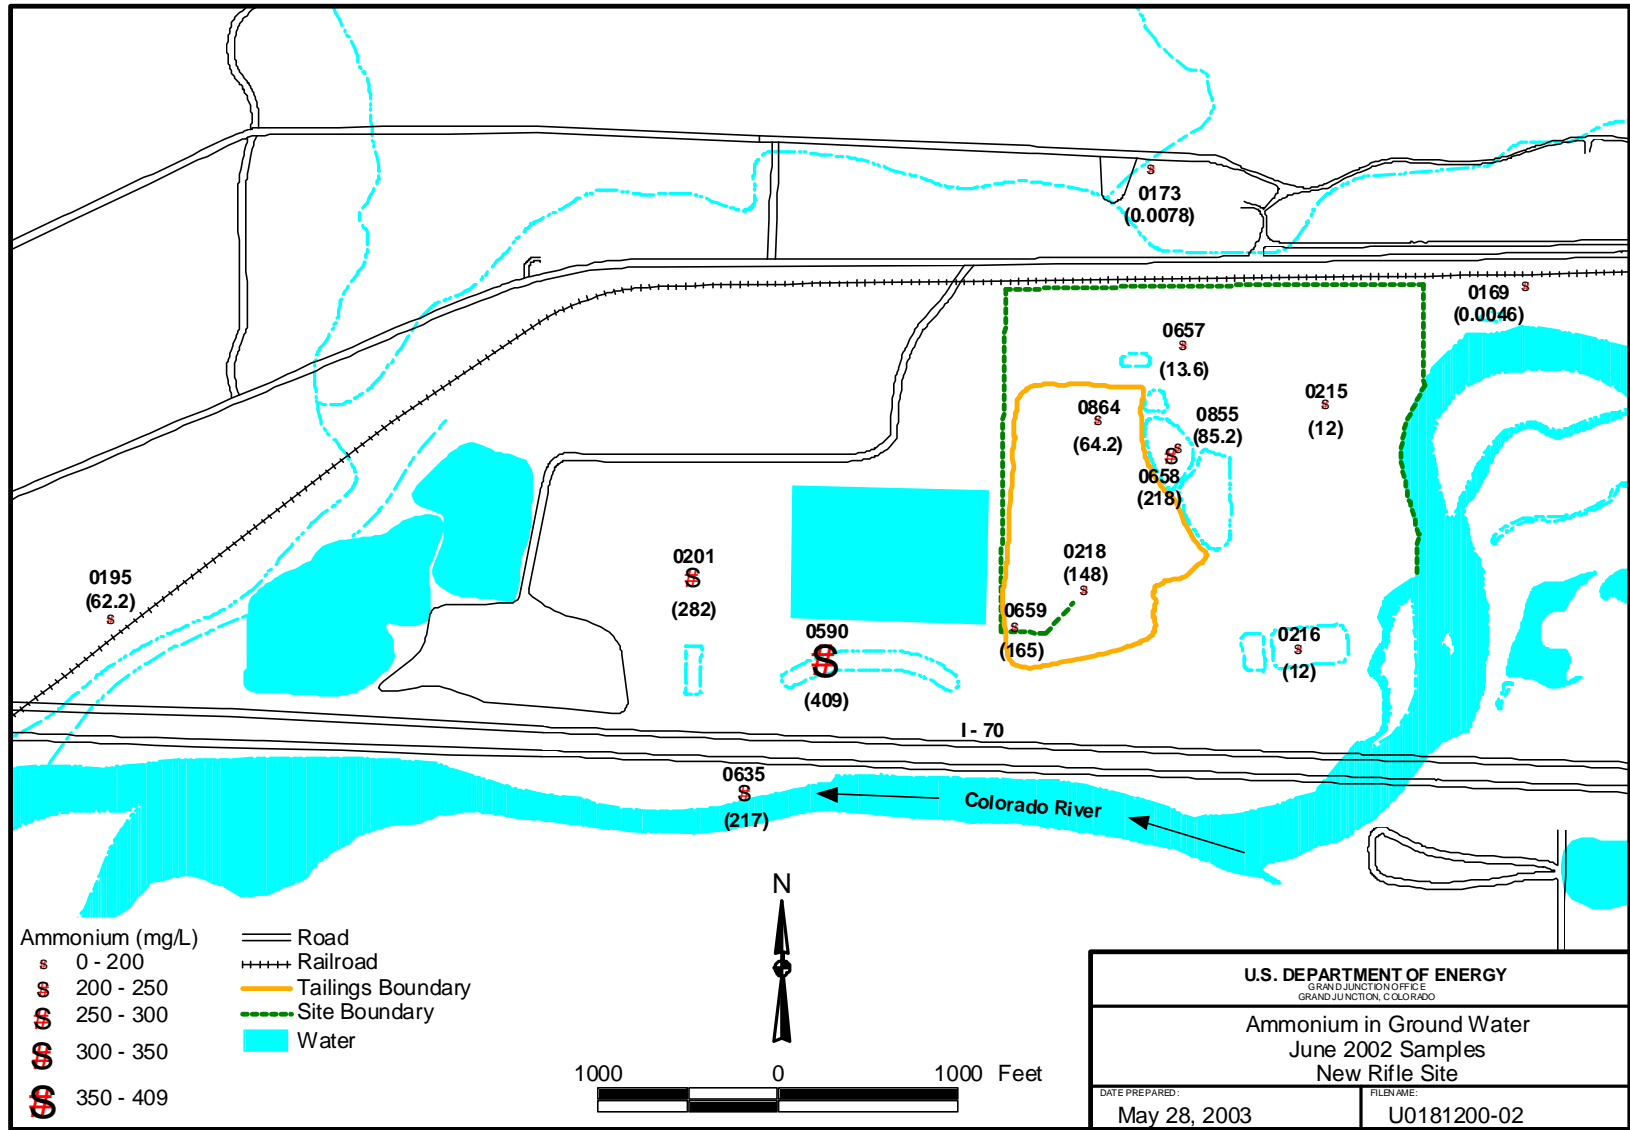 0173
(0.0078)
0169
(0.0046)
0657
(13.6)
0215
(12)
0864
(64.2)
0855
(85.2)
0658
(218)
0201
(282)
0218
(148)
0195
(62.2)
0659
(165)
0590
(409)
0216
(12)
I - 70
0635
(217)
Colorado River
N
Ammonium (mg/L)
0 - 200
200 - 250
250 - 300
300 - 350
350 - 409
Road
Railroad
Tailings Boundary
Site Boundary
Water
1000 0 1000 Feet
U.S. DEPARTMENT OF ENERGY
GRAND JUNCTION OFFICE
GRAND JUNCTION, COLORADO
Ammonium in Ground Water
June 2002 Samples
New Rifle Site
DATE PREPARED:
May 28, 2003
FILENAME:
U0181200-02